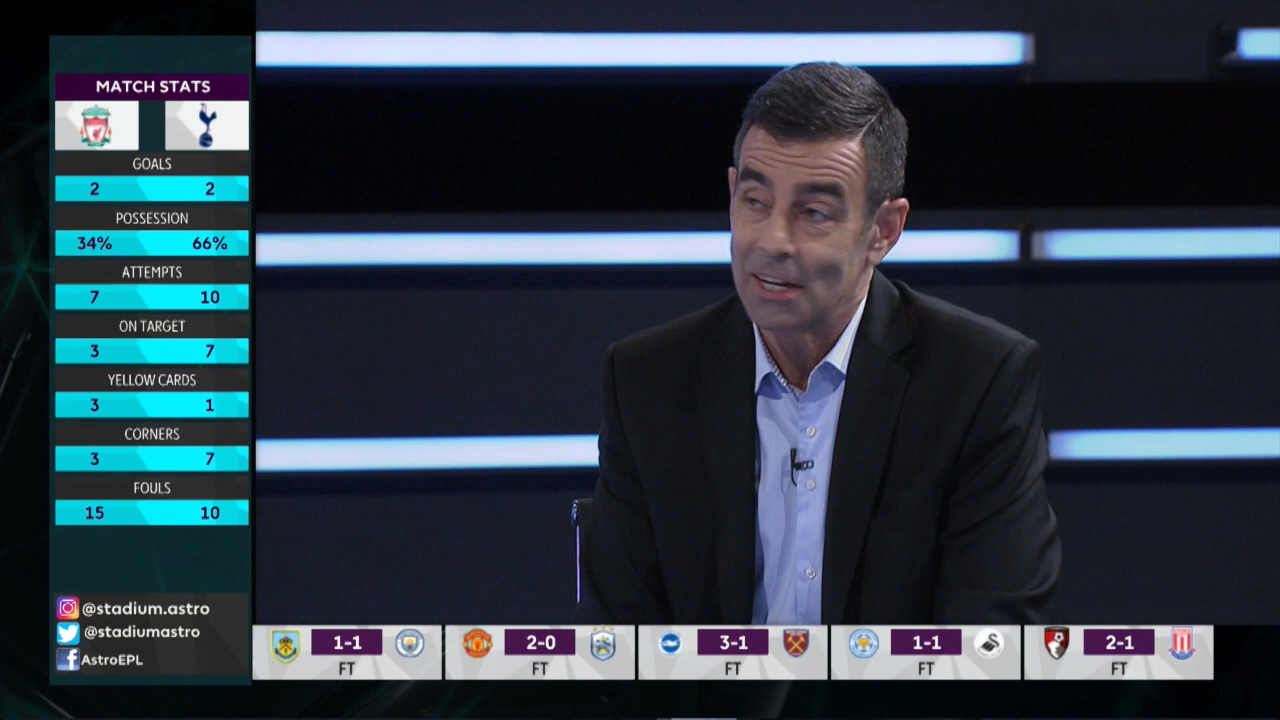 MATCH STATS
GOALS
2 2
POSSESSION
34% 66%
ATTEMPTS
7 10
ON TARGET
3 7
YELLOW CARDS
3 1
CORNERS
3 7
FOULS
15 10
@stadium.astro
@stadiumastro
AstroEPL
1-1 2-0 3-1 1-1 2-1
FT FT FT FT FT